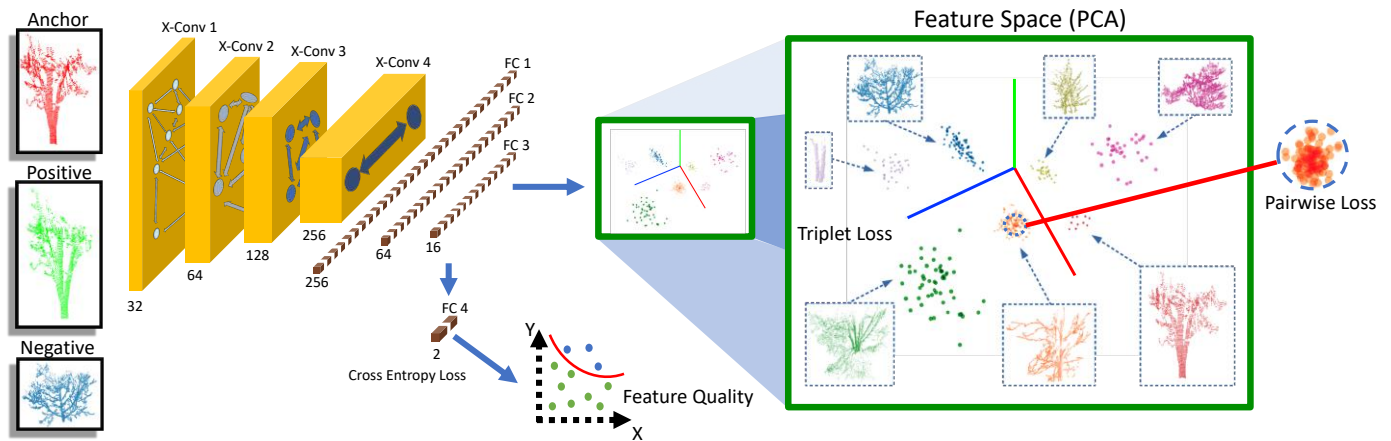 Anchor
Positive
Negative
X-Conv 1
X-Conv 2
X-Conv 3
X-Conv 4
32
64
128
256
FC 1
FC 2
FC 3
256
64
16
FC 4
2
Cross Entropy Loss
Y
X
Feature Quality
Feature Space (PCA)
Triplet Loss
Pairwise Loss